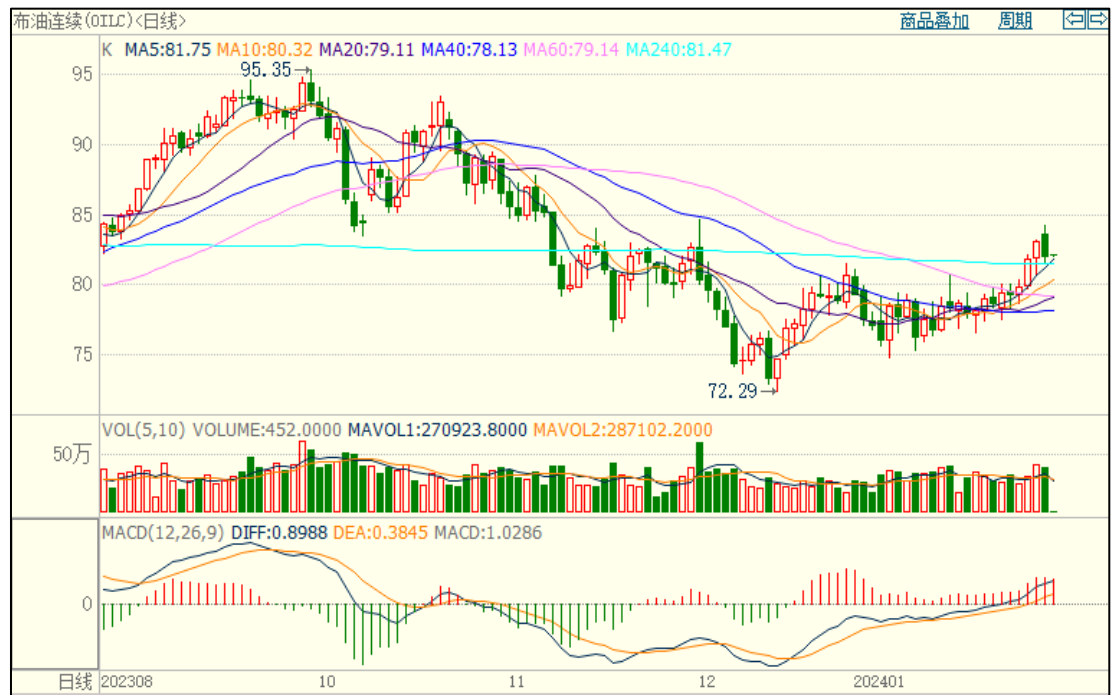 布油连续(OILC)<日线> 商品叠加 周期
K MA5:81.75 MA10:80.32 MA20:79.11 MA40:78.13 MA60:79.14 MA240:81.47
95
95.35
90
85
80
75
72.29
VOL(5,10) VOLUME:452.0000 MAVOL1:270923.8000 MAVOL2:287102.2000
50万
MACD(12,26,9) DIFF:0.8988 DEA:0.3845 MACD:1.0286
0
日线 202308 10 11 12 202401